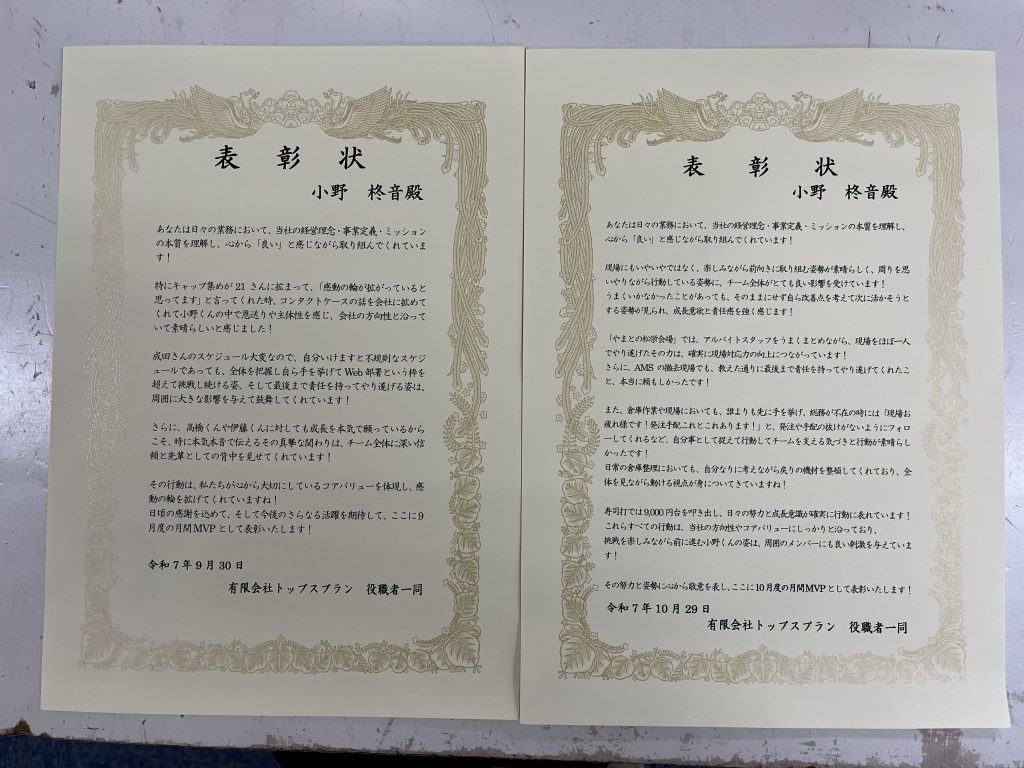 表彰状
小野 柊音殿
あなたは日々の業務において、当社の経営理念・事業定義・ミッション
の本質を理解し、心から「良い」と感じながら取り組んでくれていま
す！
特にキャップ集めが 21 さんに拡まって、「感動の輪が拡がっていると
思ってます」と言ってくれた時、コンタクトケースの話を会社に拡めて
くれて小野くんの中で恩送りや主体性を感じ、会社の方向性と沿ってい
て素晴らしいと感じました！
成田さんのスケジュール大変なので、自分いけますと不規則なスケジ
ュールであっても、全体を把握し自ら手を挙げて Web 部署という枠を
超えて挑戦し続ける姿、そして最後まで責任を持ってやり遂げる姿は、
周囲に大きな影響を与えて鼓舞してくれています！
さらに、高橋くんや伊藤くんに対しても成長を本気で願っているから
こそ、時に本気本音で伝えるその真摯な関わりは、チーム全体に深い信
頼と先輩としての背中を見せてくれています！
その行動は、私たちが心から大切にしているコアバリューを体現し、感
動の輪を拡げてくれていますね！
日頃の感謝を込めて、そして今後のさらなる活躍を期待して、ここに9
月度の月間 MVP として表彰いたします！
令和 7 年 9 月 30 日
有限会社トップスプラン 役職者一同
表彰状
小野 柊音殿
あなたは日々の業務において、当社の経営理念・事業定義・ミッションの本質を理解し、
心から「良い」と感じながら取り組んでくれています！
現場にもいやいやではなく、楽しみながら前向きに取り組む姿勢が素晴らしく、周りを思
いやりながら行動している姿勢に、チーム全体がとても良い影響を受けています！
うまくいかなかったことがあっても、そのままにせず自ら改善点を考えて次に活かそうと
する姿勢が見られ、成長意欲と責任感を強く感じます！
「やまとの松栄会場」では、アルバイトスタッフをうまくまとめながら、現場をほぼ一人
でやり遂げたその力は、確実に現場対応力の向上につながっています！
さらに、AMS の撤去現場でも、教えた通りに最後まで責任を持ってやり遂げてくれたこ
と、本当に頼もしかったです！
また、倉庫作業や現場においても、誰よりも先に手を挙げ、総務が不在の時には「現場お
疲れ様です！発注手配これとこれあります！」と、発注や手配の抜けがないようにフォロ
ーしてくれるなど、自分事として捉えて行動してチームを支える気づきと行動が素晴らし
かったです！
日常の倉庫整理においても、自分なりに考えながら戻りの機材を整頓してくれており、全
体を見ながら動ける視点が身についてきていますね！
寿司打では9,000 円台を叩き出し、日々の努力と成長意識が確実に行動に表れています！
これらすべての行動は、当社の方向性やコアバリューにしっかりと沿っており、
挑戦を楽しみながら前に進む小野くんの姿は、周囲のメンバーにも良い刺激を与えていま
す！
その努力と姿勢に心から敬意を表し、ここに10月度の月間MVP として表彰いたします！
令和 7 年 10 月 29 日
有限会社トップスプラン 役職者一同